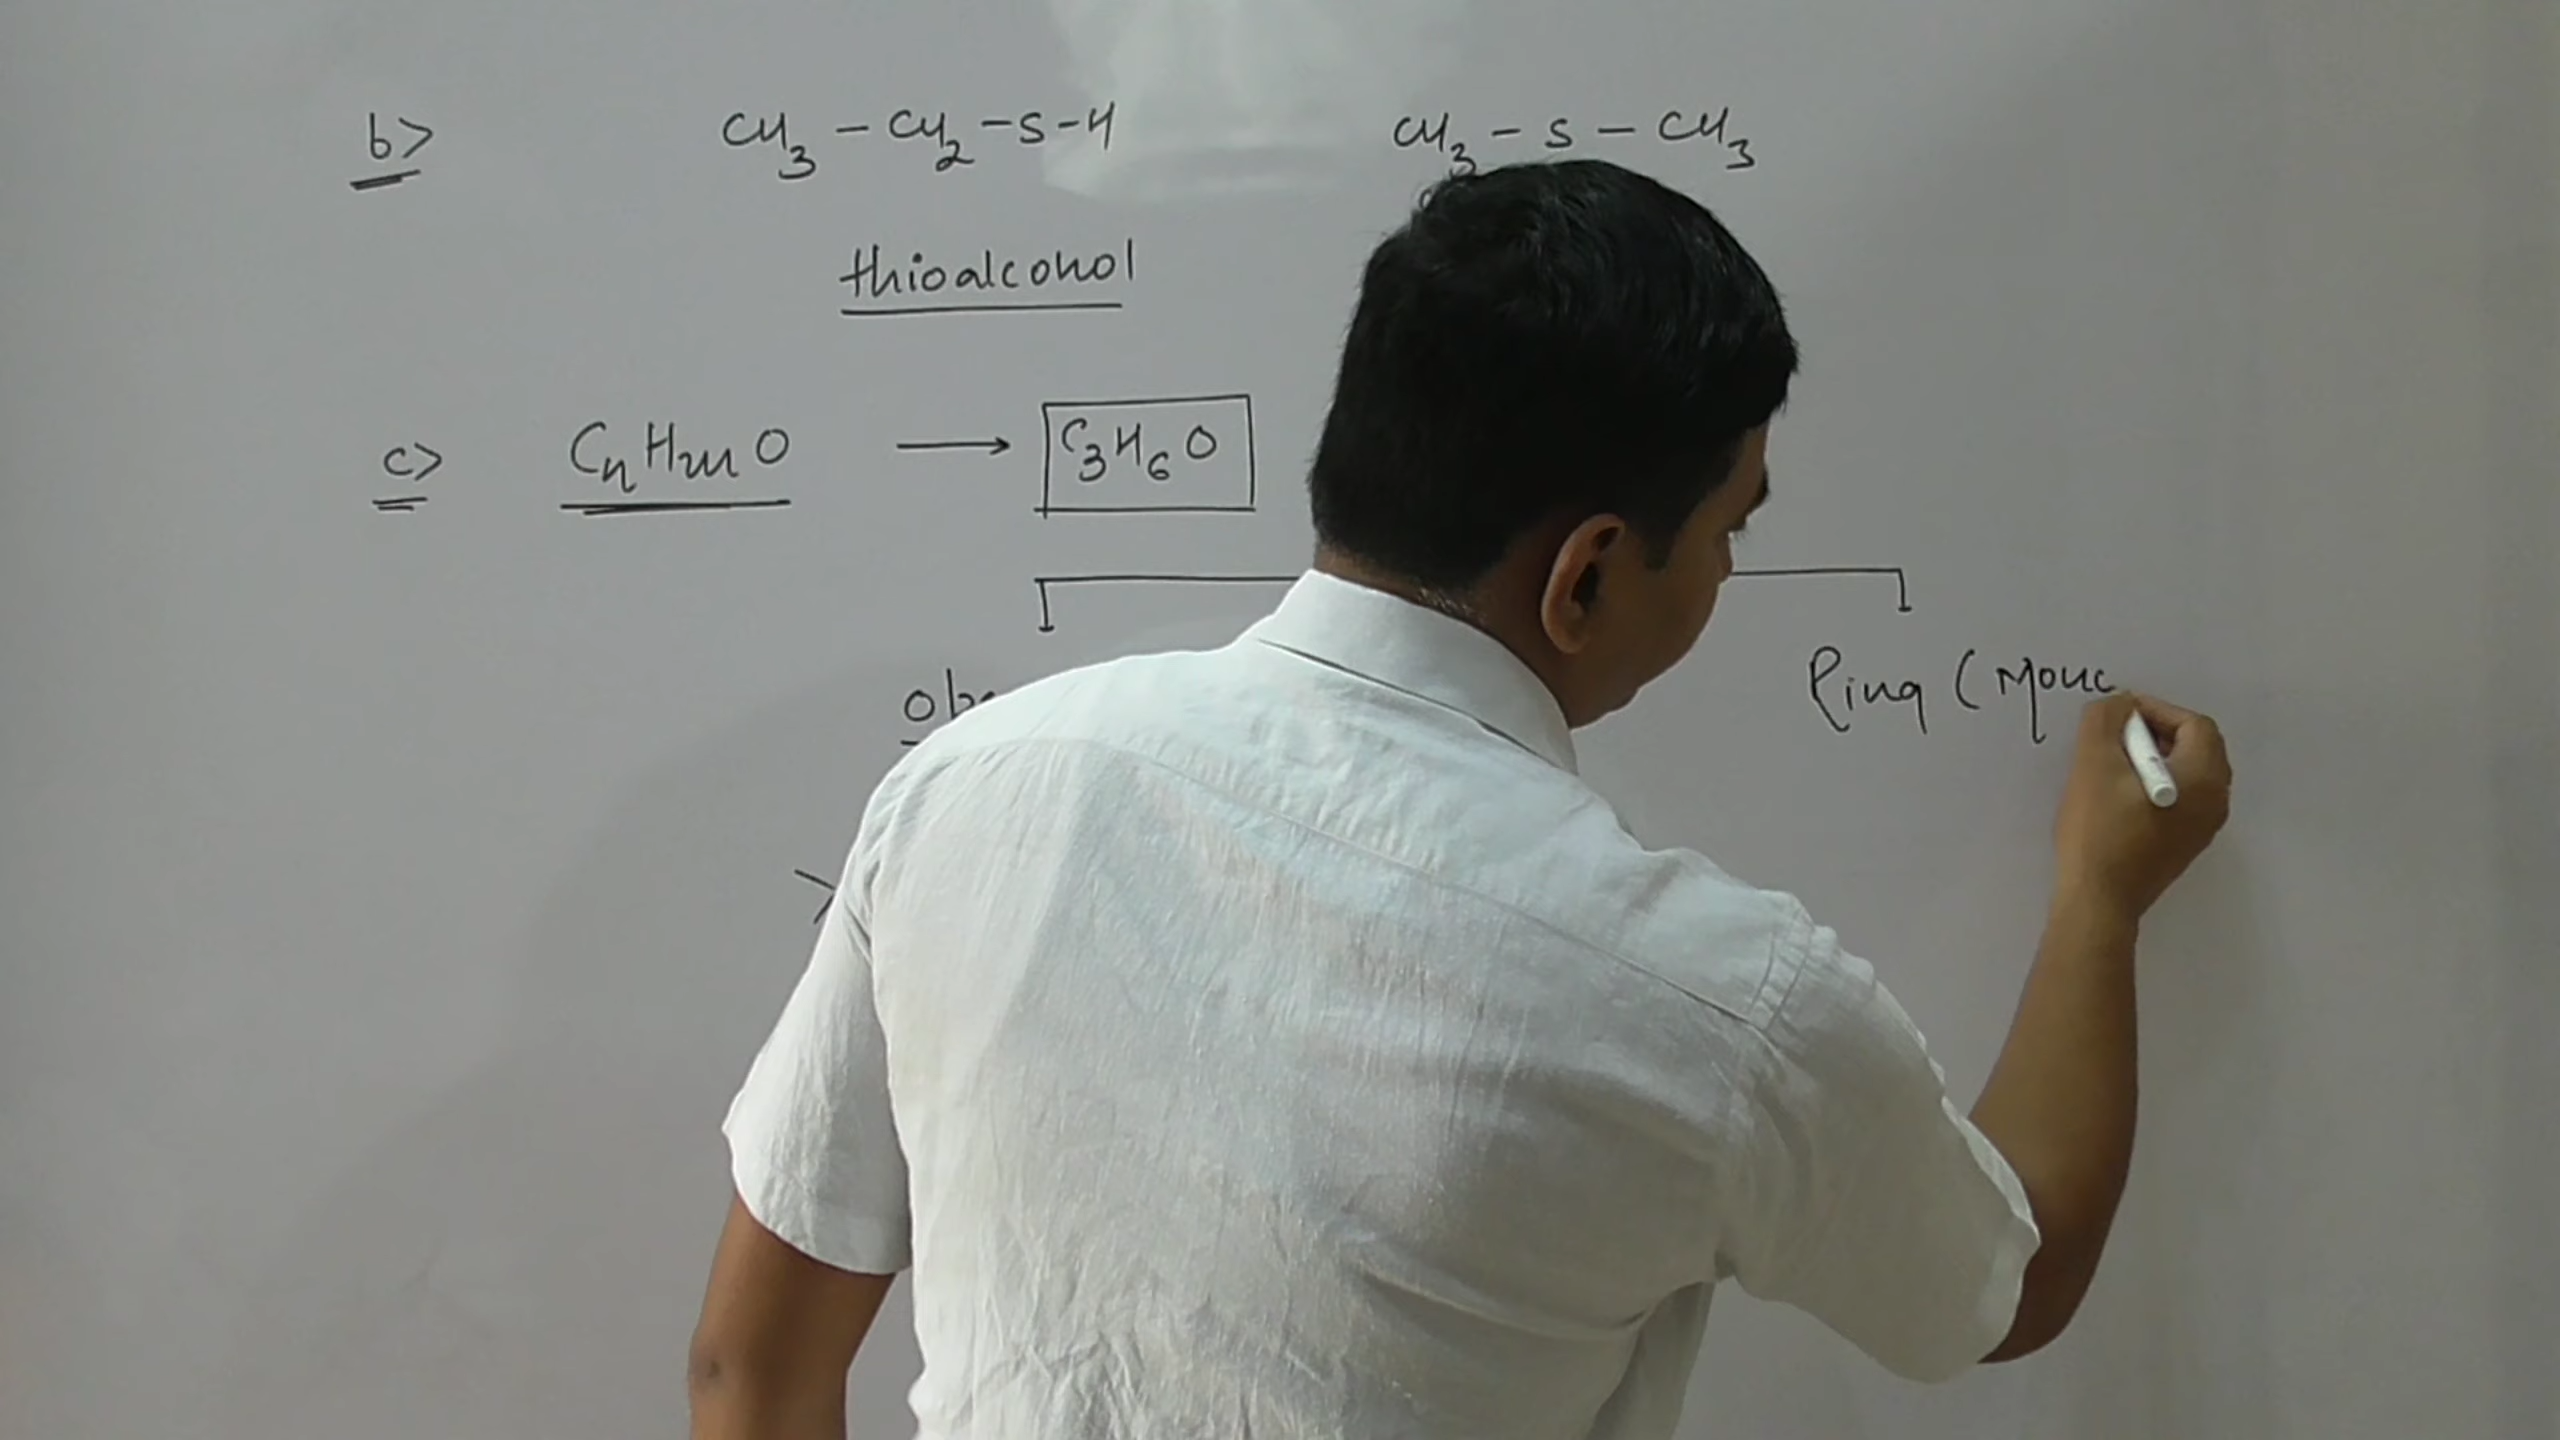 b> CH3 - CH2 - S - H CH3 - S - CH3
thioalcohol
c> CnH2nO → C3H6O
Ring (Mono